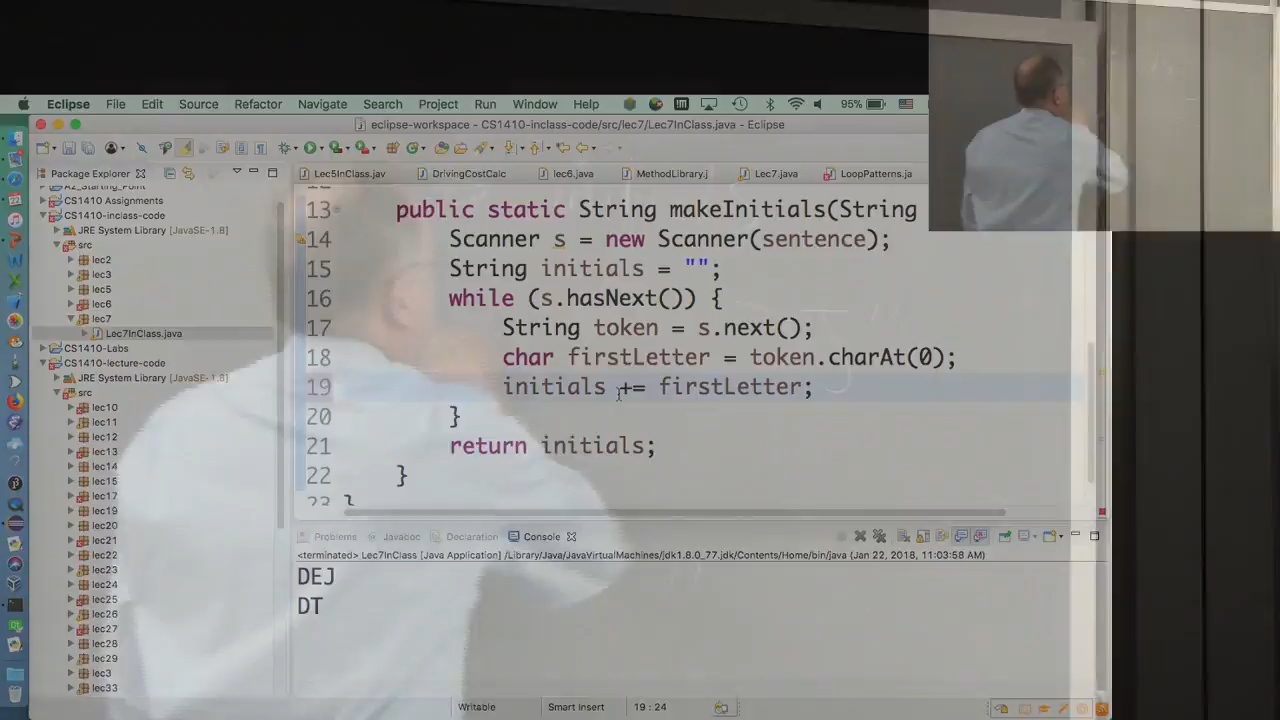 Eclipse File Edit Source Refactor Navigate Search Project Run Window Help 95%
eclipse-workspace - CS1410-inclass-code/src/lec7/Lec7InClass.java - Eclipse
Package Explorer
Lec5InClass.jav DrivingCostCalc lec6.java MethodLibrary.j Lec7.java LoopPatterns.ja
A2_Starting_Point
CS1410 Assignments
CS1410-inclass-code
JRE System Library [JavaSE-1.8]
src
lec2
lec3
lec5
lec6
lec7
Lec7InClass.java
CS1410-Labs
CS1410-lecture-code
JRE System Library [JavaSE-1.8]
src
lec10
lec11
lec12
lec13
lec14
lec15
lec17
lec19
lec20
lec21
lec22
lec23
lec24
lec25
lec26
lec27
lec28
lec29
lec3
lec33
13 public static String makeInitials(String
14 Scanner s = new Scanner(sentence);
15 String initials = "";
16 while (s.hasNext()) {
17 String token = s.next();
18 char firstLetter = token.charAt(0);
19 initials += firstLetter;
20 }
21 return initials;
22 }
23 }
Problems Javadoc Declaration Console
<terminated> Lec7InClass [Java Application] /Library/Java/JavaVirtualMachines/jdk1.8.0_77.jdk/Contents/Home/bin/java (Jan 22, 2018, 11:03:58 AM)
DEJ
DT
Writable Smart Insert 19 : 24